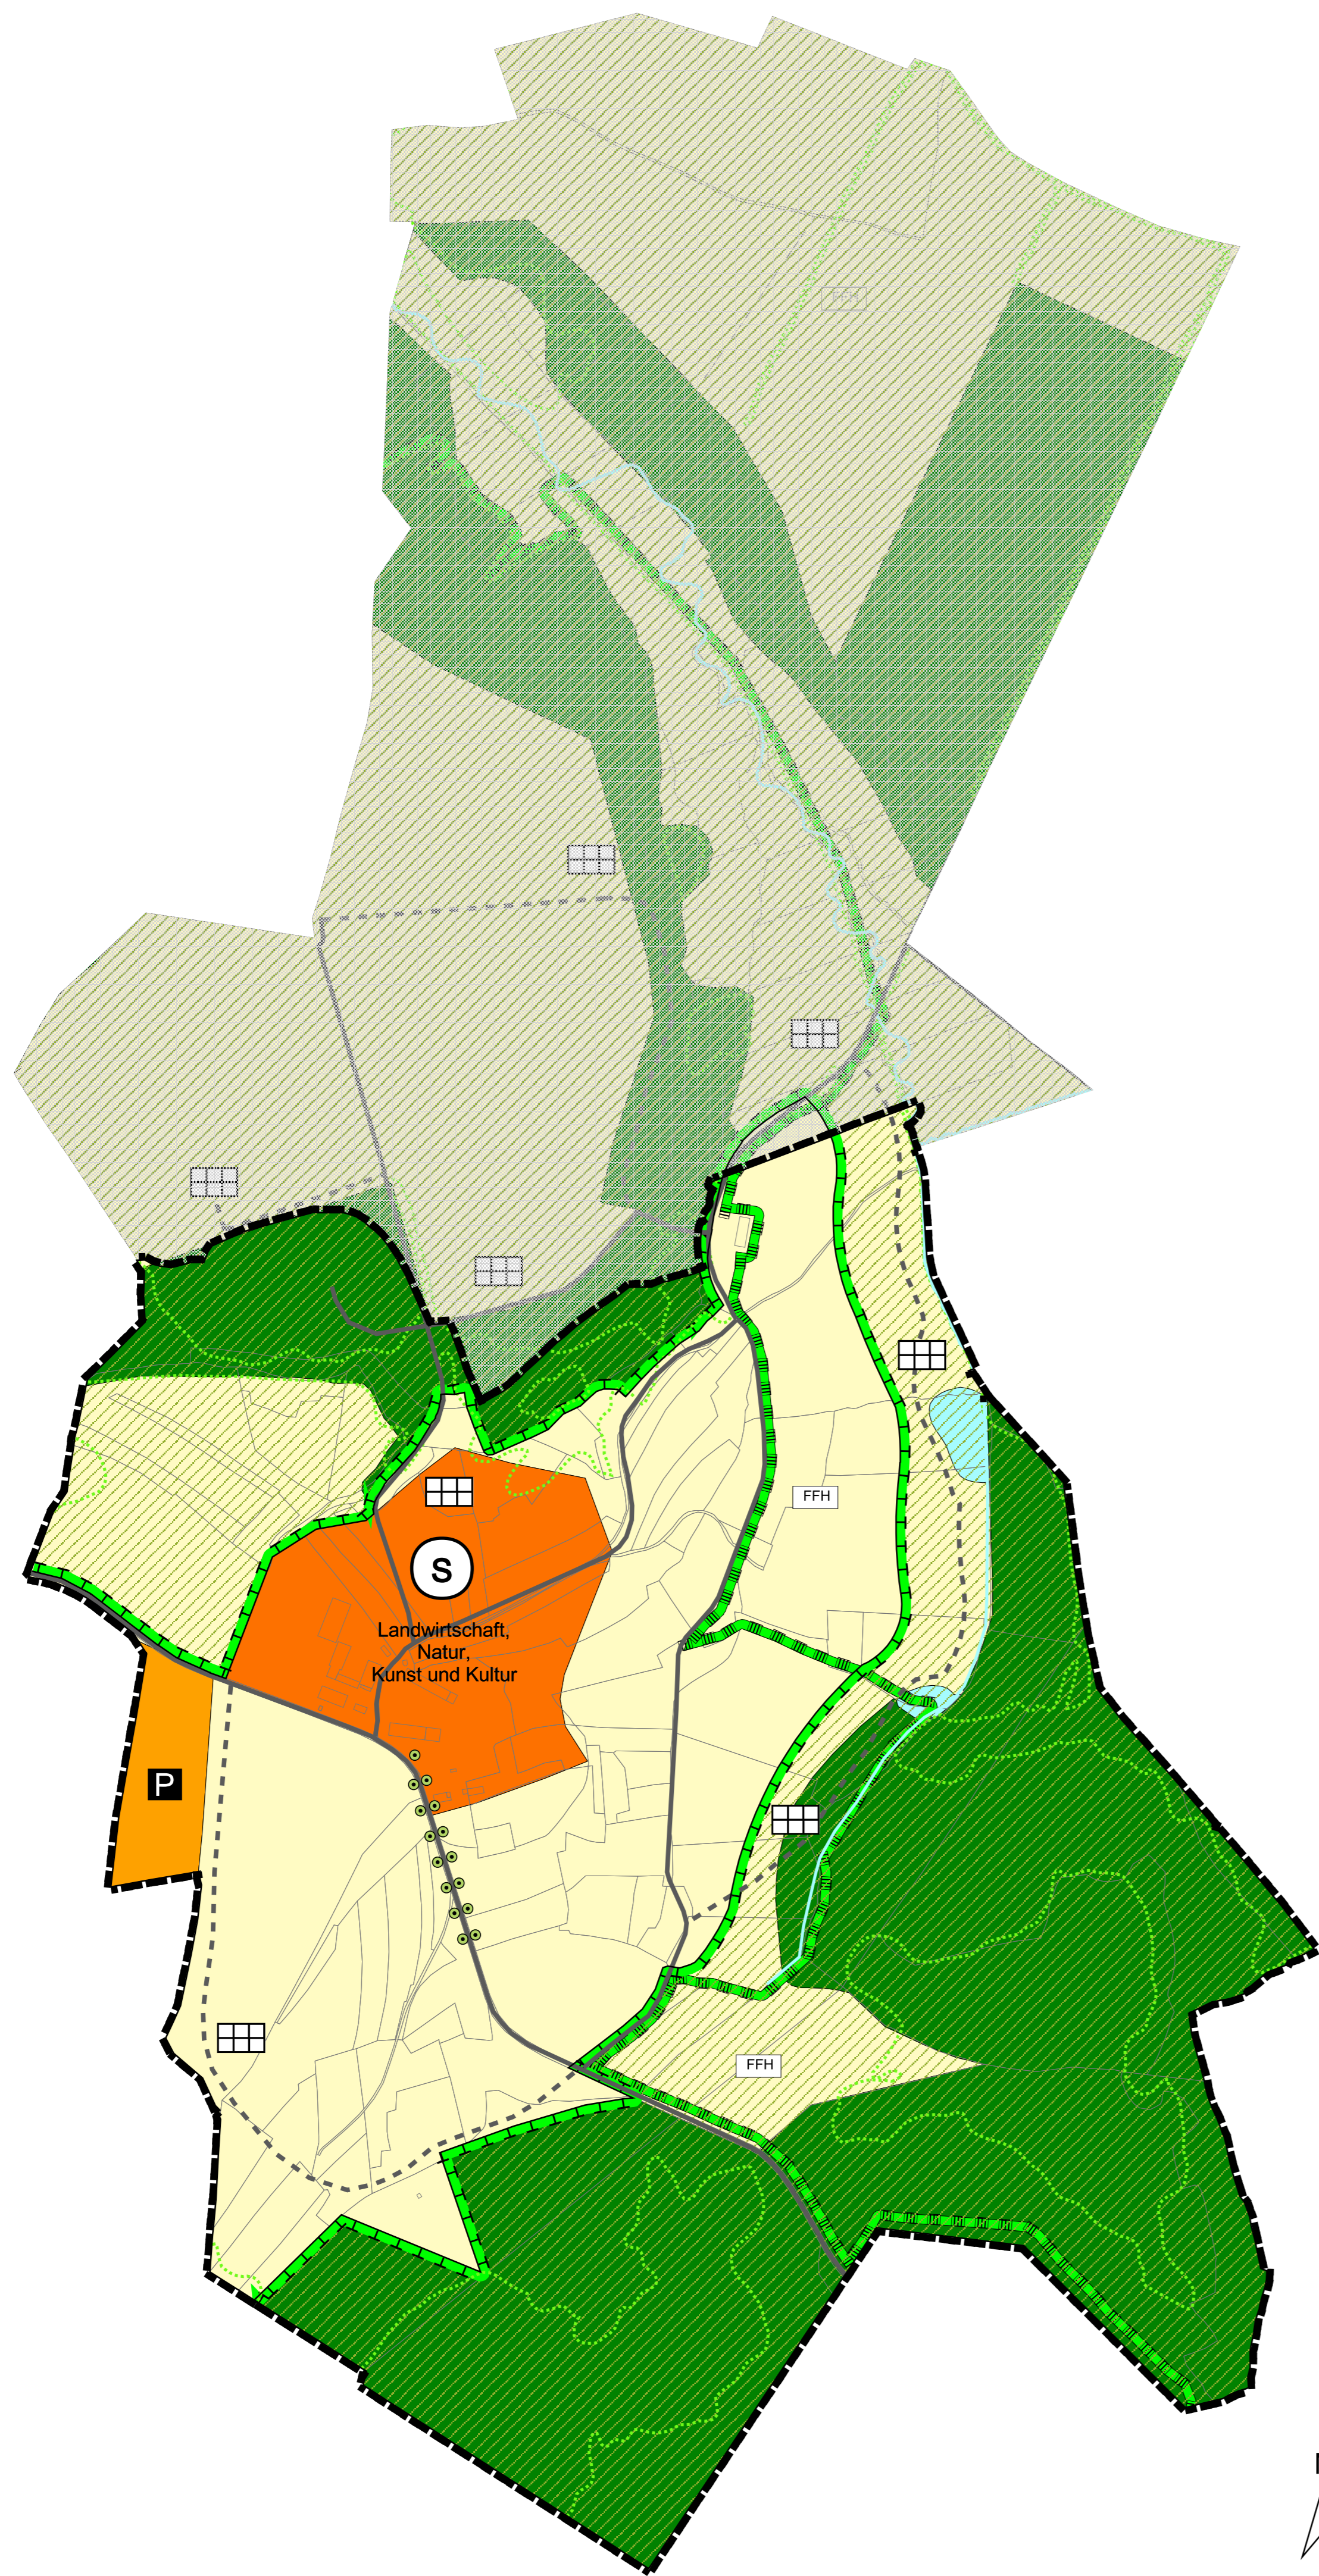 FFH
FFH
S
Landwirtschaft,
Natur,
Kunst und Kultur
P
FFH